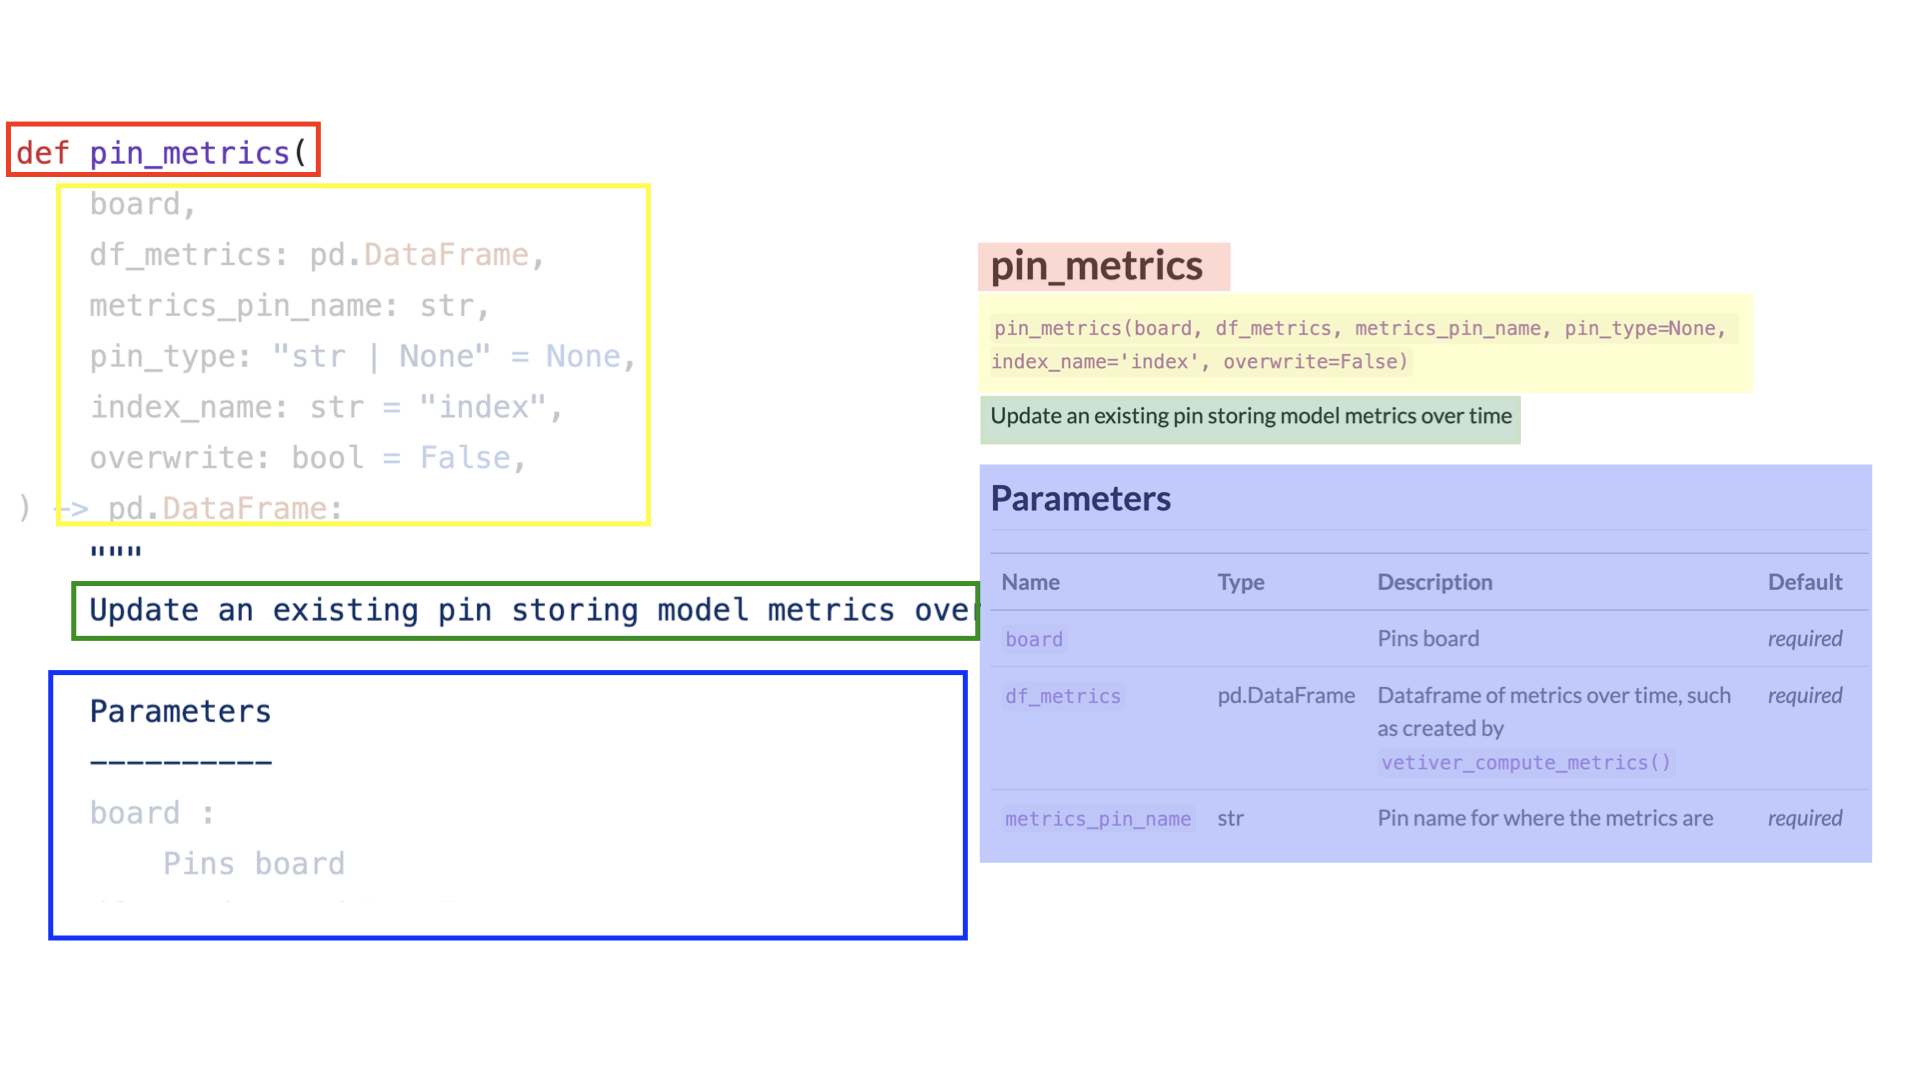 def pin_metrics(
board,
df_metrics: pd.DataFrame,
metrics_pin_name: str,
pin_type: "str | None" = None,
index_name: str = "index",
overwrite: bool = False,
) -> pd.DataFrame:
"""
Update an existing pin storing model metrics over
Parameters
----------
board :
Pins board
pin_metrics
pin_metrics(board, df_metrics, metrics_pin_name, pin_type=None,
index_name='index', overwrite=False)
Update an existing pin storing model metrics over time
Parameters
Name Type Description Default
board Pins board required
df_metrics pd.DataFrame Dataframe of metrics over time, such required
as created by
vetiver_compute_metrics()
metrics_pin_name str Pin name for where the metrics are required